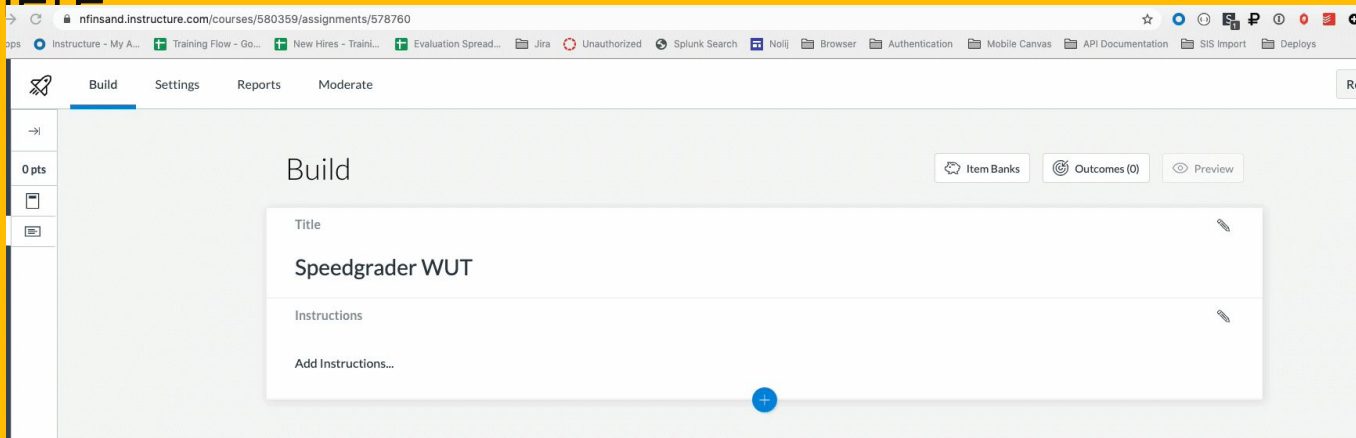 nfinsand.instructure.com/courses/580359/assignments/578760
Instructure - My A... Training Flow - Go... New Hires - Traini... Evaluation Spread... Jira Unauthorized Splunk Search Nolij Browser Authentication Mobile Canvas API Documentation SIS Import Deploys
Build Settings Reports Moderate
0 pts
Build
Item Banks Outcomes (0) Preview
Title
Speedgrader WUT
Instructions
Add Instructions...